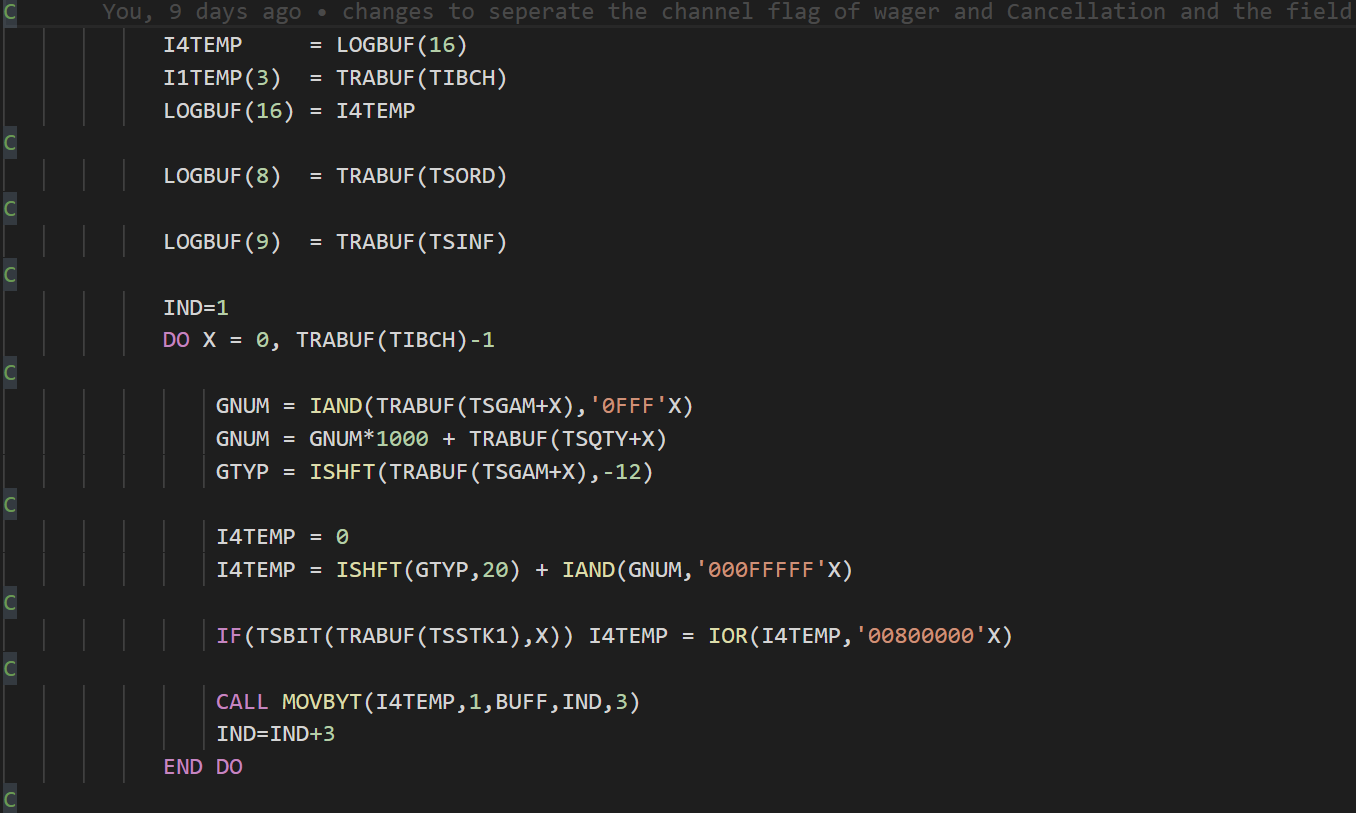 C You, 9 days ago • changes to seperate the channel flag of wager and Cancellation and the field
I4TEMP = LOGBUF(16)
I1TEMP(3) = TRABUF(TIBCH)
LOGBUF(16) = I4TEMP
C
LOGBUF(8) = TRABUF(TSORD)
C
LOGBUF(9) = TRABUF(TSINF)
C
IND=1
DO X = 0, TRABUF(TIBCH)-1
C
GNUM = IAND(TRABUF(TSGAM+X),'0FFF'X)
GNUM = GNUM*1000 + TRABUF(TSQTY+X)
GTYP = ISHFT(TRABUF(TSGAM+X),-12)
C
I4TEMP = 0
I4TEMP = ISHFT(GTYP,20) + IAND(GNUM,'000FFFFF'X)
C
IF(TSBIT(TRABUF(TSSTK1),X)) I4TEMP = IOR(I4TEMP,'00800000'X)
C
CALL MOVBYT(I4TEMP,1,BUFF,IND,3)
IND=IND+3
END DO
C